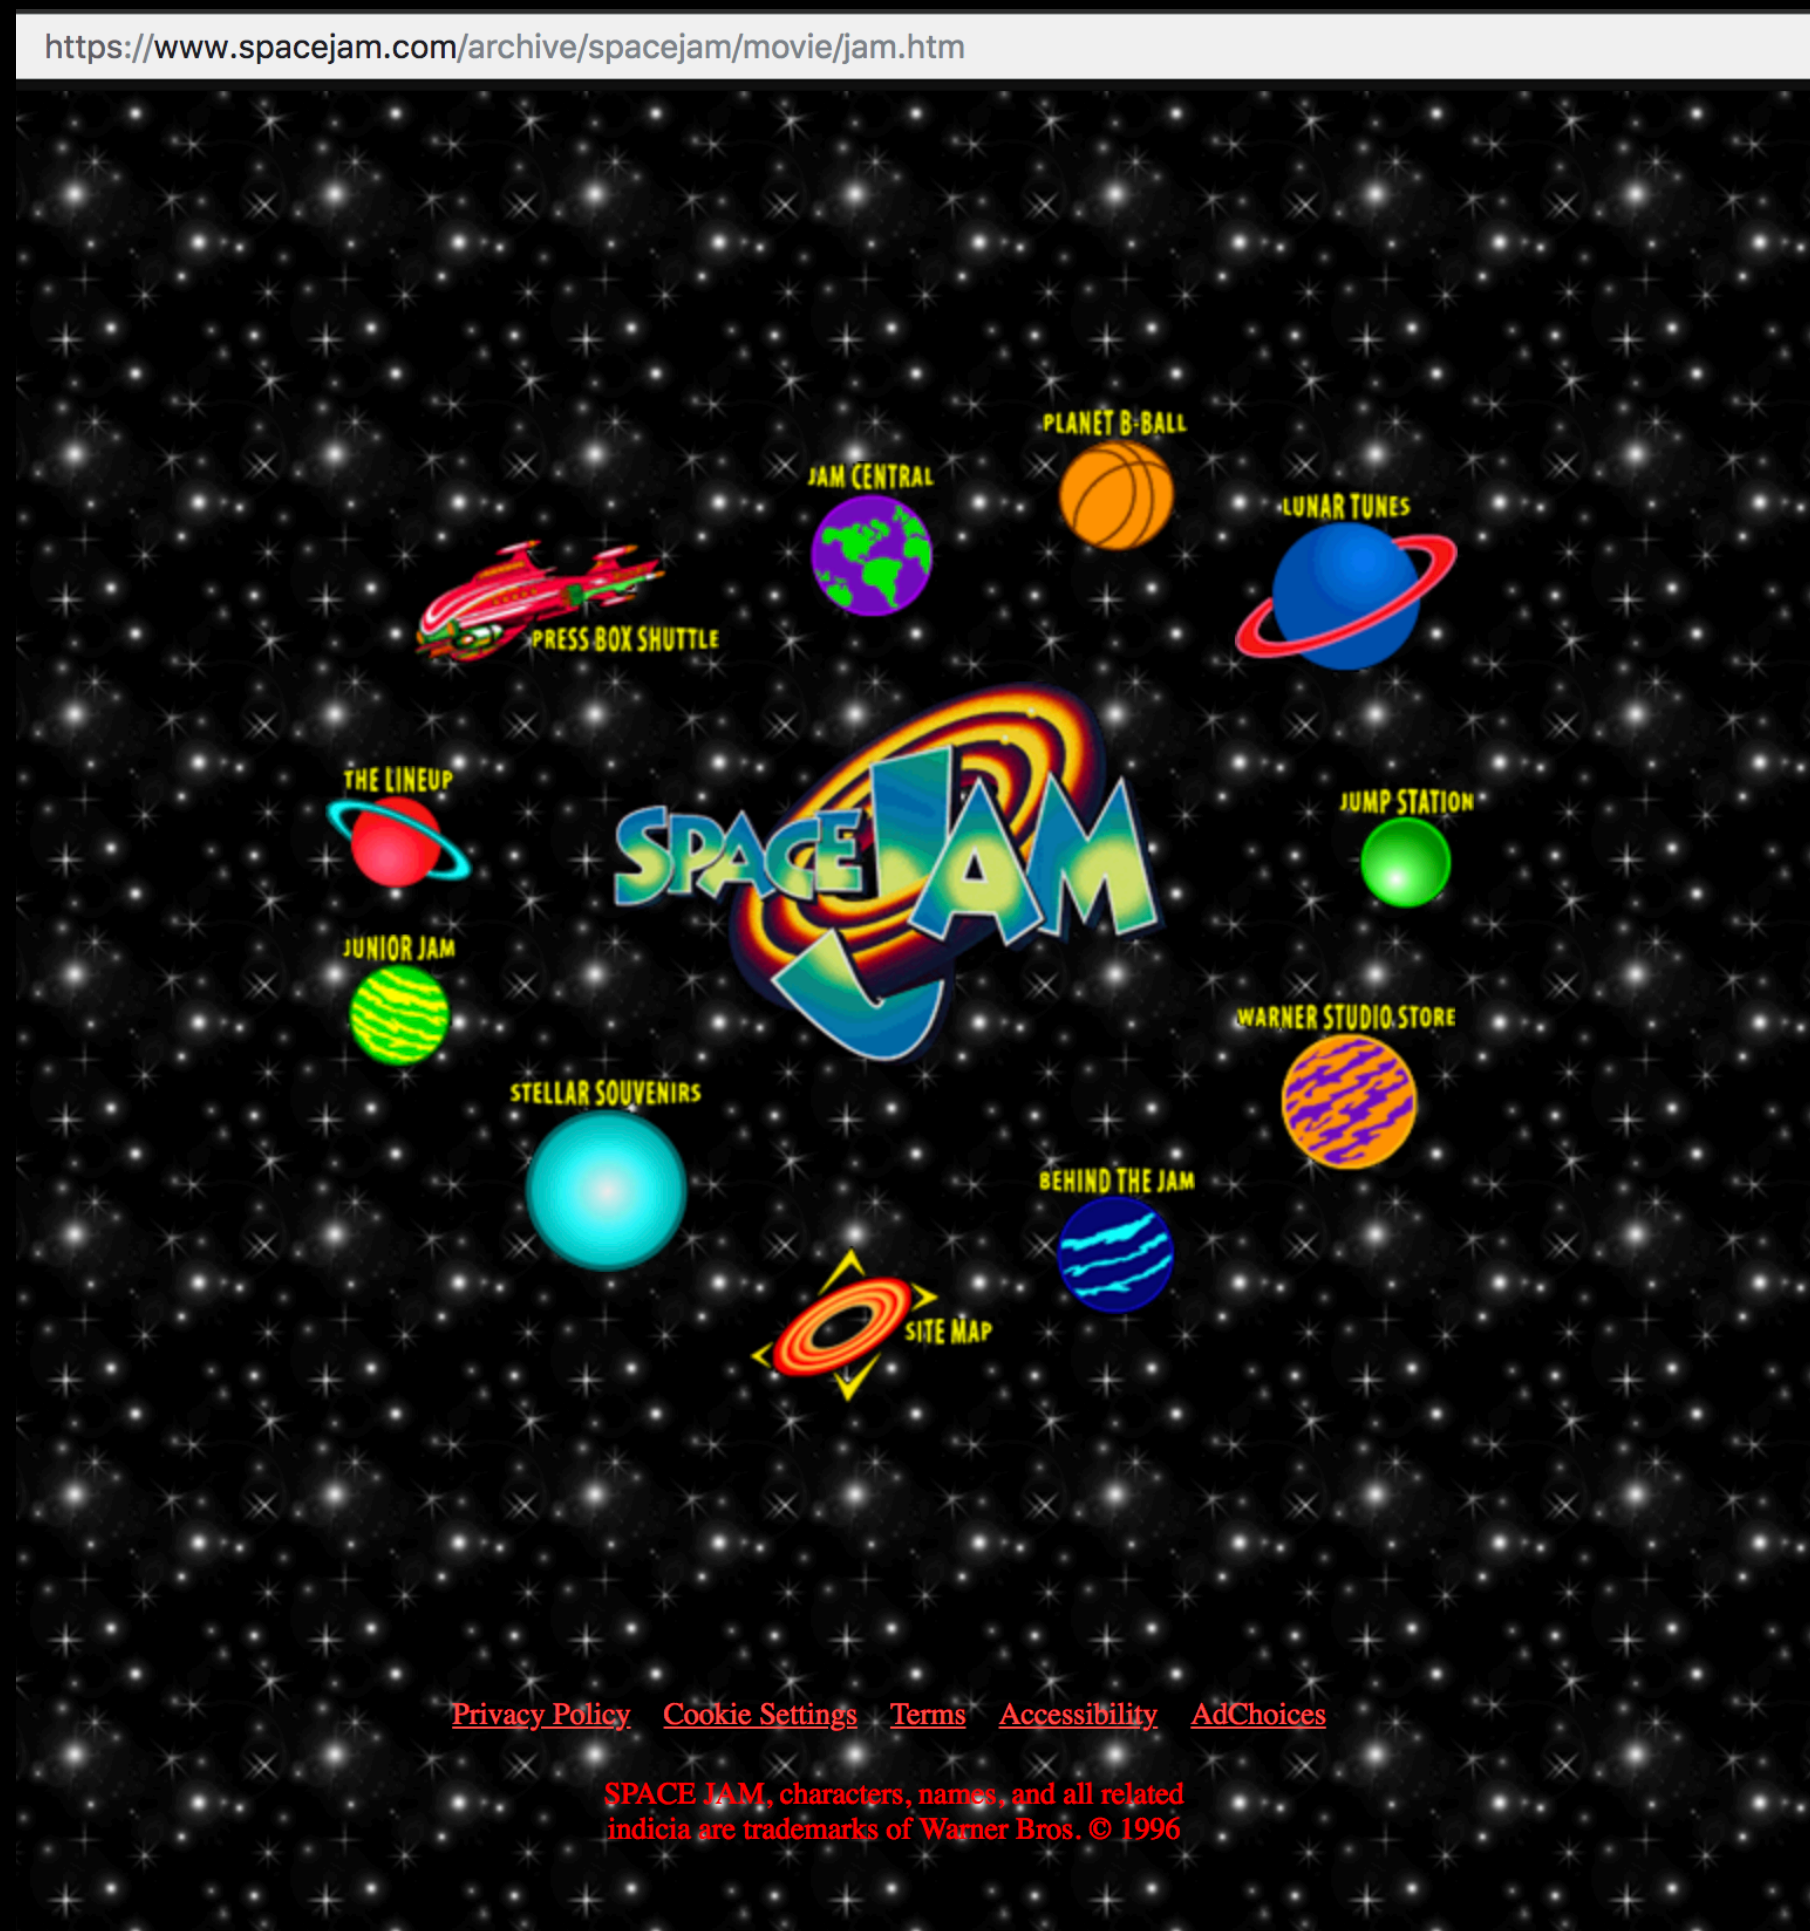 https://www.spacejam.com/archive/spacejam/movie/jam.htm
PLANET B-BALL
JAM CENTRAL
LUNAR TUNES
PRESS BOX SHUTTLE
THE LINEUP
SPACE JAM
JUMP STATION
JUNIOR JAM
WARNER STUDIO STORE
STELLAR SOUVENIRS
BEHIND THE JAM
SITE MAP
Privacy Policy Cookie Settings Terms Accessibility AdChoices
SPACE JAM, characters, names, and all related
indicia are trademarks of Warner Bros. © 1996